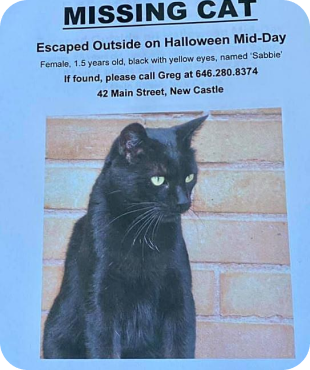 MISSING CAT
Escaped Outside on Halloween Mid-Day
Female, 1.5 years old, black with yellow eyes, named 'Sabbie'
If found, please call Greg at 646.280.8374
42 Main Street, New Castle